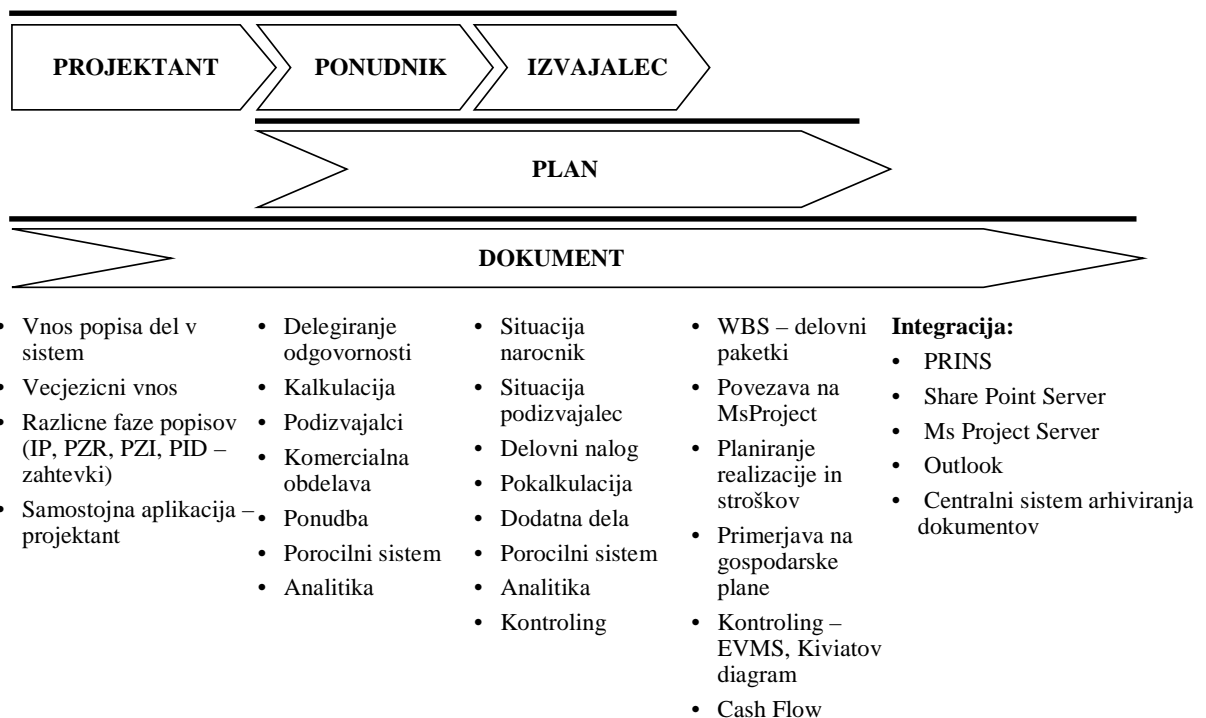 PROJEKTANT
PONUDNIK
IZVAJALEC
PLAN
DOKUMENT
• Vnos popisa del v
sistem
• Vecjezicni vnos
• Razlicne faze popisov
(IP, PZR, PZI, PID –
zahtevki)
• Samostojna aplikacija –
projektant
• Delegiranje
odgovornosti
• Kalkulacija
• Podizvajalci
• Komercialna
obdelava
• Ponudba
• Porocilni sistem
• Analitika
• Situacija
narocnik
• Situacija
podizvajalec
• Delovni nalog
• Pokalkulacija
• Dodatna dela
• Porocilni sistem
• Analitika
• Kontroling
• WBS – delovni
paketki
• Povezava na
MsProject
• Planiranje
realizacije in
stroškov
• Primerjava na
gospodarske
plane
• Kontroling –
EVMS, Kiviatov
diagram
• Cash Flow
Integracija:
• PRINS
• Share Point Server
• Ms Project Server
• Outlook
• Centralni sistem arhiviranja
dokumentov